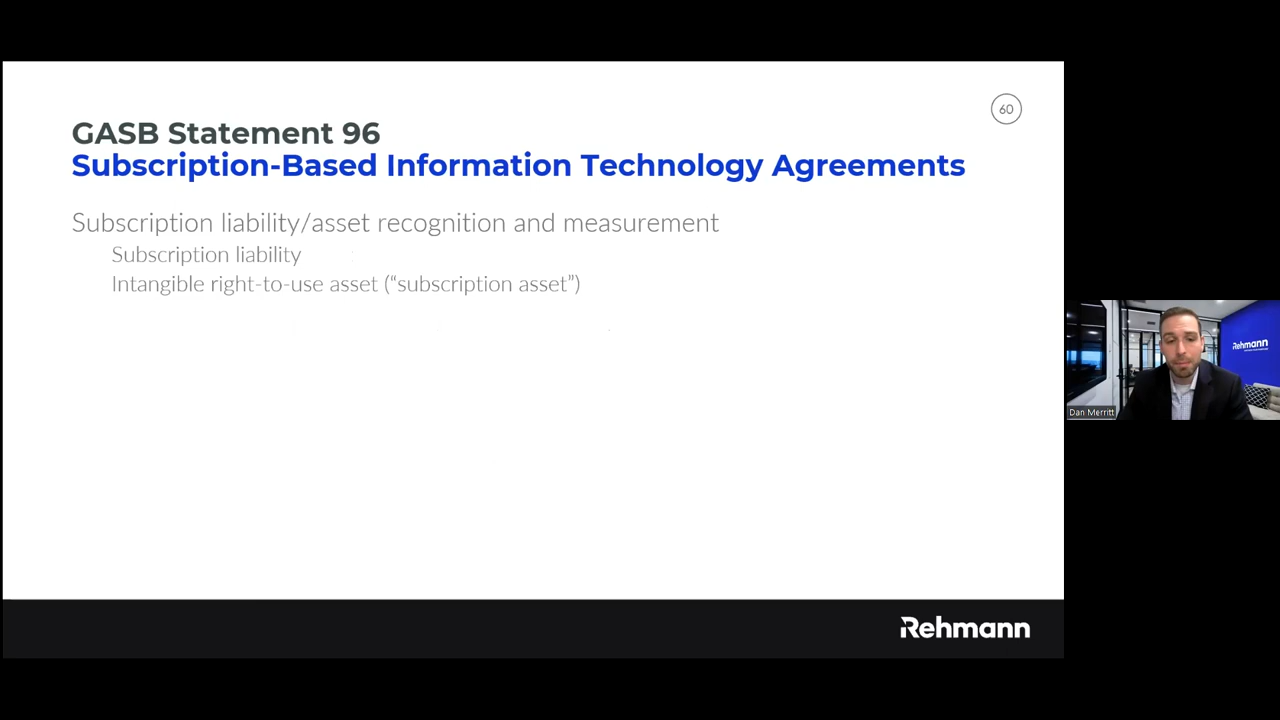 60
GASB Statement 96
Subscription-Based Information Technology Agreements
Subscription liability/asset recognition and measurement
Subscription liability
Intangible right-to-use asset (“subscription asset”)
Rehmann
Dan Merritt
Rehmann